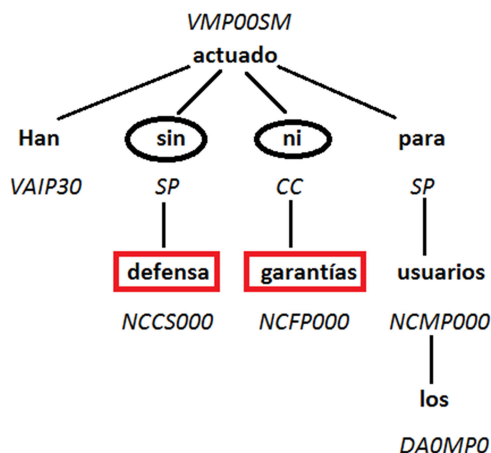 VMP00SM
actuado
Han sin ni para
VAIP30 SP CC SP
defensa garantías usuarios
NCCS000 NCFP000 NCMP000
los
DA0MP0